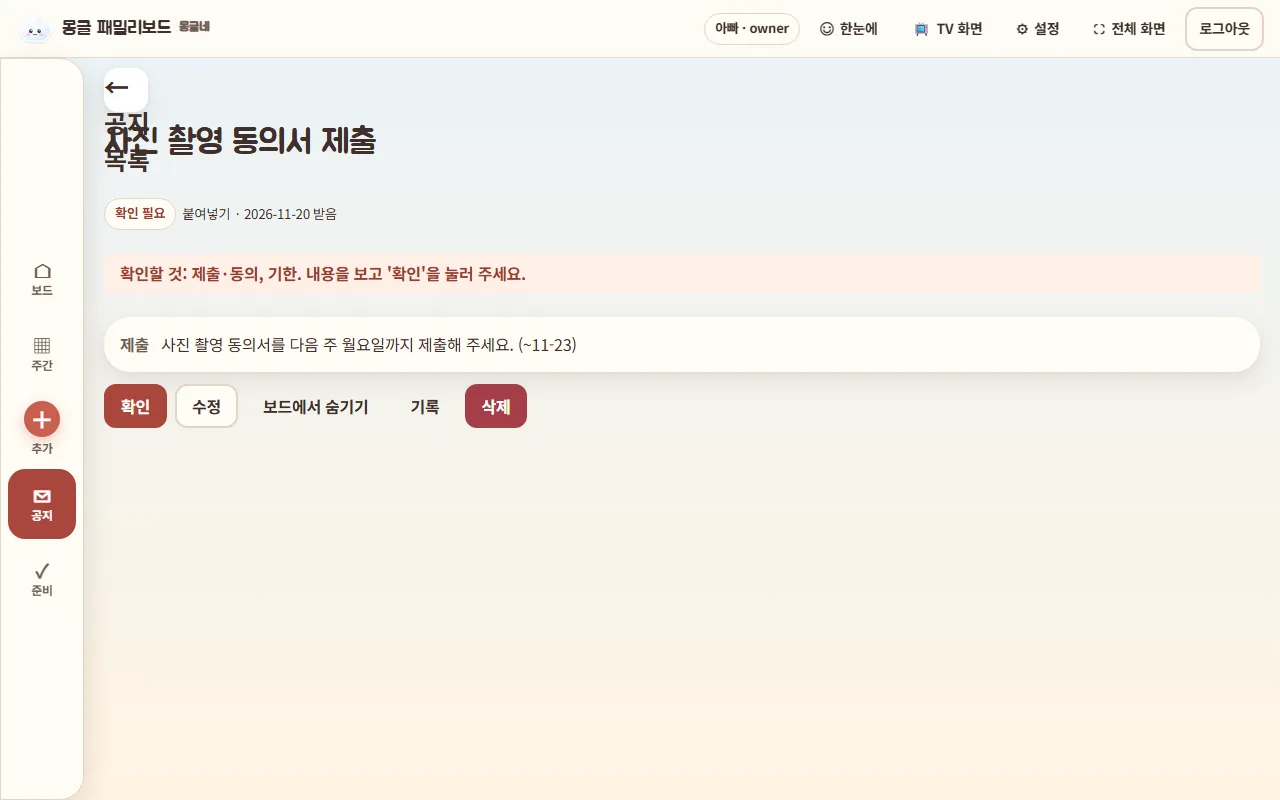 몽글 패밀리보드 몽글네
아빠 · owner
한눈에
TV 화면
설정
전체 화면
로그아웃
보드
주간
추가
공지
준비
←
공지
목록
사진 촬영 동의서 제출
확인 필요 붙여넣기 · 2026-11-20 받음
확인할 것: 제출·동의, 기한. 내용을 보고 '확인'을 눌러 주세요.
제출 사진 촬영 동의서를 다음 주 월요일까지 제출해 주세요. (~11-23)
확인 수정 보드에서 숨기기 기록 삭제